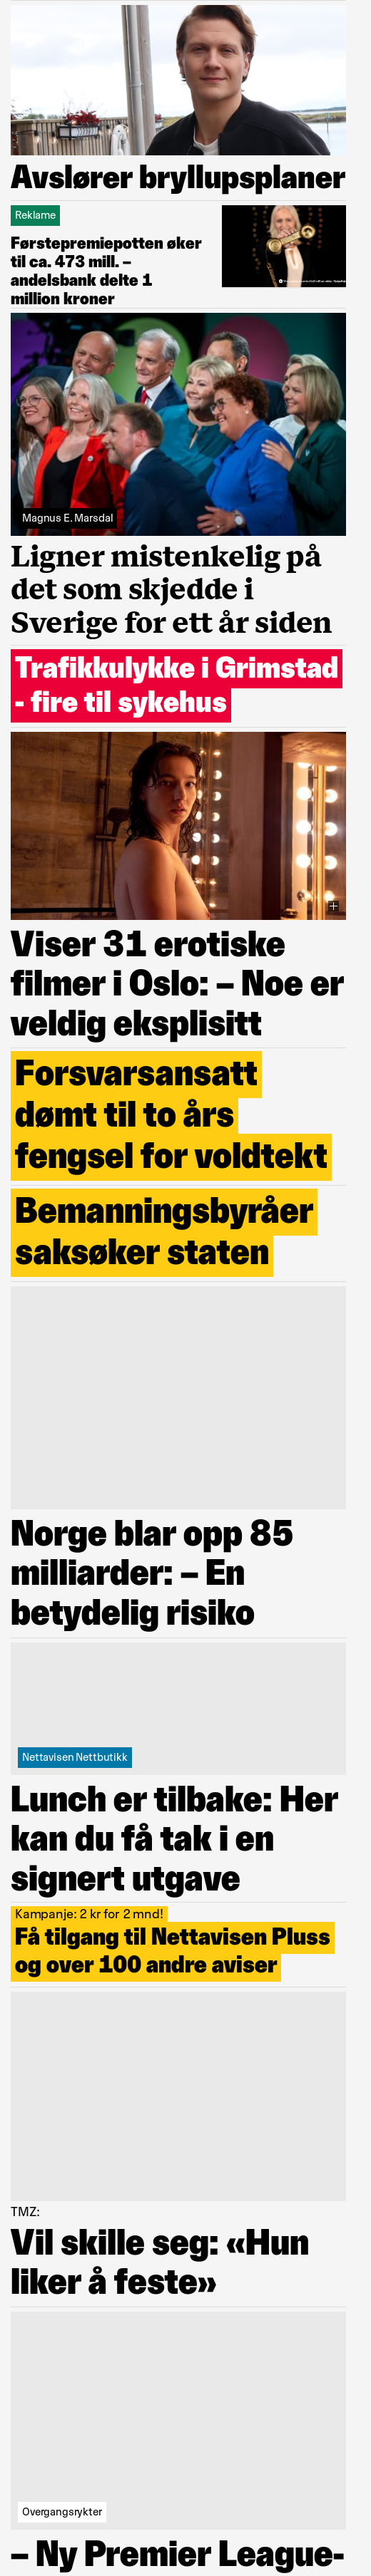 Avslører bryllupsplaner
Reklame
Førstepremiepotten øker
til ca. 473 mill. –
andelsbank delte 1
million kroner
Magnus E. Marsdal
Ligner mistenkelig på
det som skjedde i
Sverige for ett år siden
Trafikkulykke i Grimstad
- fire til sykehus
Viser 31 erotiske
filmer i Oslo: – Noe er
veldig eksplisitt
Forsvarsansatt
dømt til to års
fengsel for voldtekt
Bemanningsbyråer
saksøker staten
Norge blar opp 85
milliarder: – En
betydelig risiko
Nettavisen Nettbutikk
Lunch er tilbake: Her
kan du få tak i en
signert utgave
Kampanje: 2 kr for 2 mnd!
Få tilgang til Nettavisen Pluss
og over 100 andre aviser
TMZ:
Vil skille seg: «Hun
liker å feste»
Overgangsrykter
– Ny Premier League-